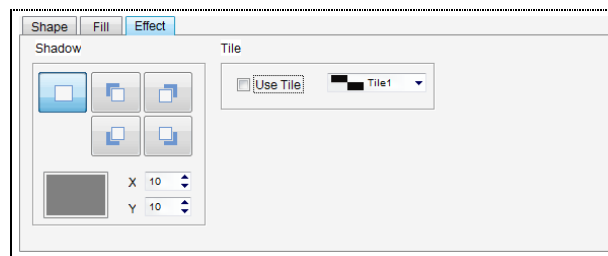 Shape Fill Effect
Shadow Tile
Use Tile Tile1
X 10
Y 10